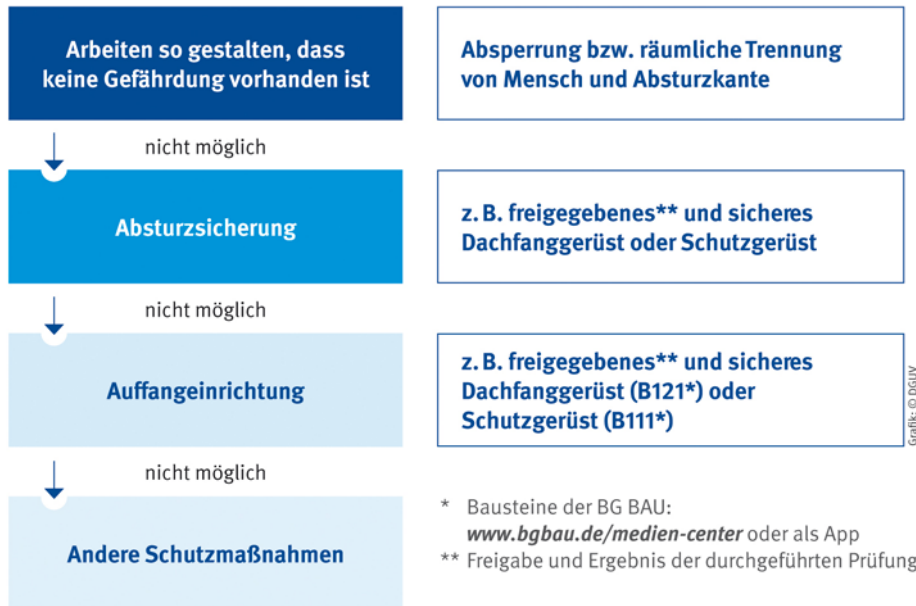 Arbeiten so gestalten, dass
keine Gefährdung vorhanden ist
Absperrung bzw. räumliche Trennung
von Mensch und Absturzkante
nicht möglich
Absturzsicherung
z. B. freigegebenes** und sicheres
Dachfanggerüst oder Schutzgerüst
nicht möglich
Auffangeinrichtung
z. B. freigegebenes** und sicheres
Dachfanggerüst (B121*) oder
Schutzgerüst (B111*)
Grafik: © DGUV
nicht möglich
Andere Schutzmaßnahmen
* Bausteine der BG BAU:
www.bgbau.de/medien-center oder als App
** Freigabe und Ergebnis der durchgeführten Prüfung